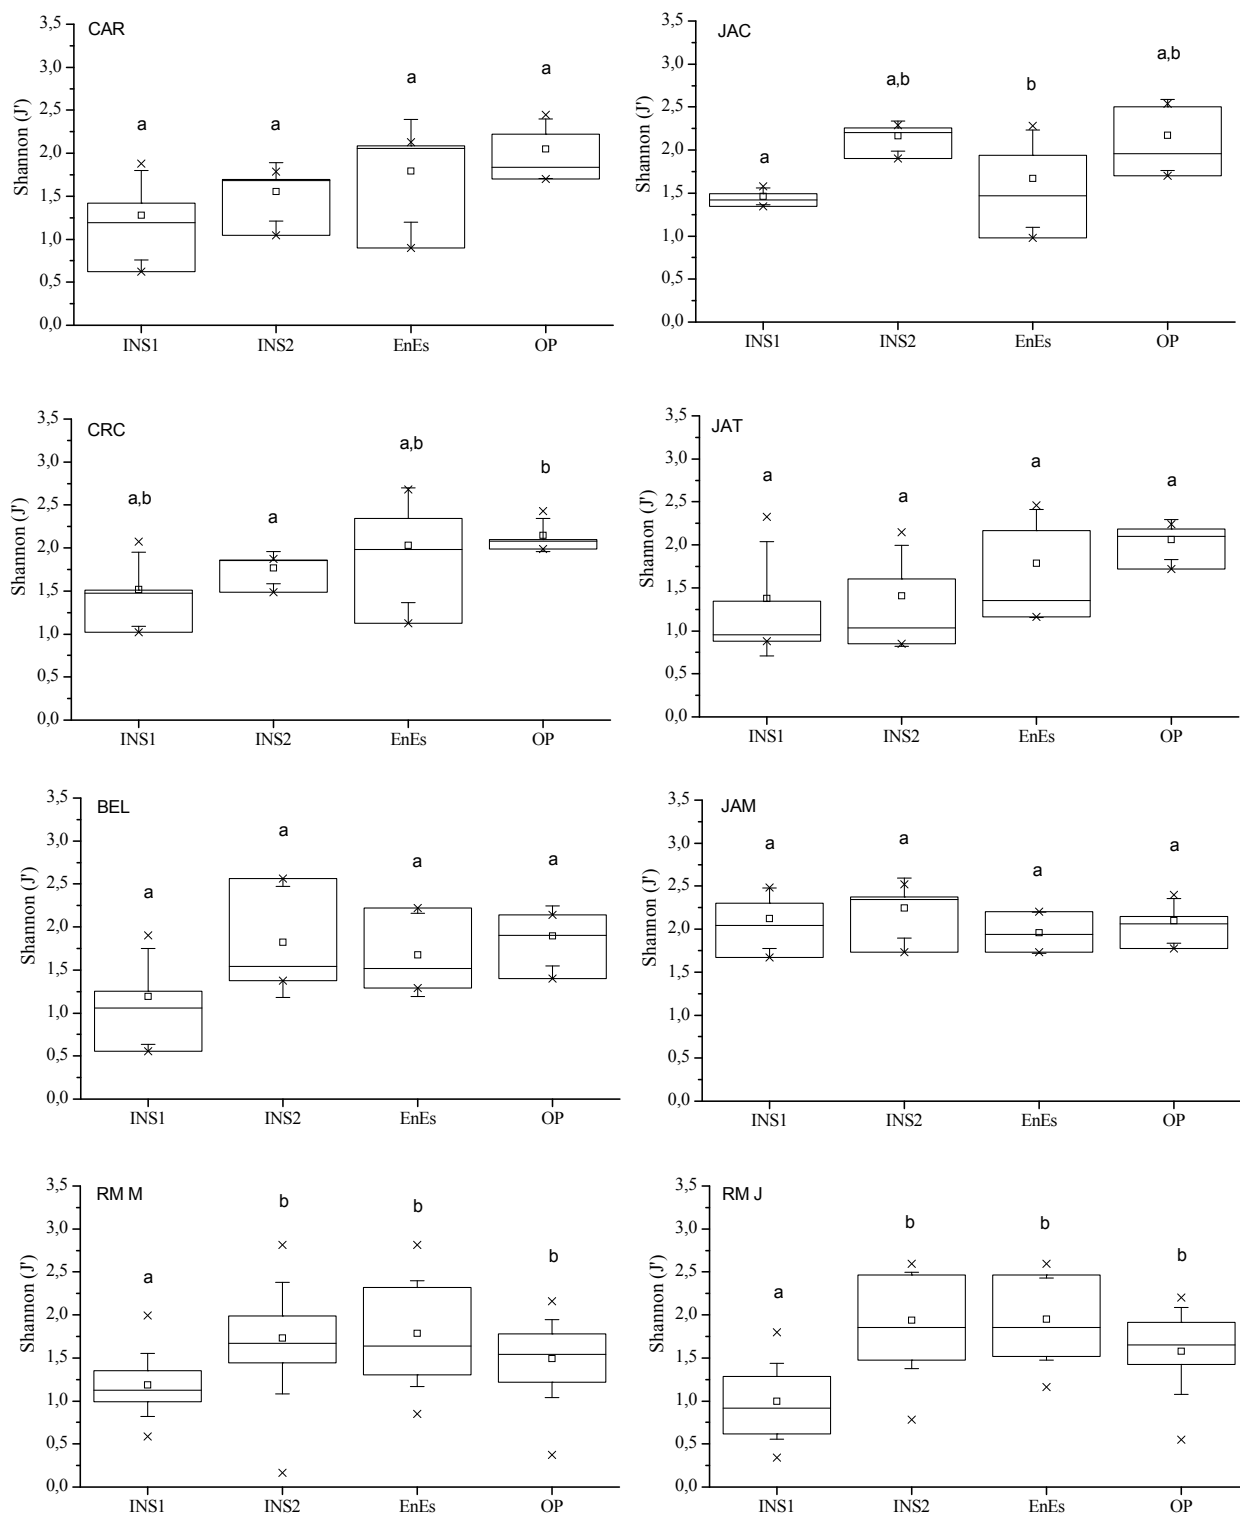 CAR
a
a
a
a
3,5
3,0
2,5
2,0
1,5
1,0
0,5
0,0
Shannon (J')
INS1 INS2 EnEs OP
JAC
a
a,b
b
a,b
3,5
3,0
2,5
2,0
1,5
1,0
0,5
0,0
Shannon (J')
INS1 INS2 EnEs OP
CRC
a,b
a
a,b
b
3,5
3,0
2,5
2,0
1,5
1,0
0,5
0,0
Shannon (J')
INS1 INS2 EnEs OP
JAT
a
a
a
a
3,5
3,0
2,5
2,0
1,5
1,0
0,5
0,0
Shannon (J')
INS1 INS2 EnEs OP
BEL
a
a
a
a
3,5
3,0
2,5
2,0
1,5
1,0
0,5
0,0
Shannon (J')
INS1 INS2 EnEs OP
JAM
a
a
a
a
3,5
3,0
2,5
2,0
1,5
1,0
0,5
0,0
Shannon (J')
INS1 INS2 EnEs OP
RM M
a
b
b
b
3,5
3,0
2,5
2,0
1,5
1,0
0,5
0,0
Shannon (J')
INS1 INS2 EnEs OP
RM J
a
b
b
b
3,5
3,0
2,5
2,0
1,5
1,0
0,5
0,0
Shannon (J')
INS1 INS2 EnEs OP